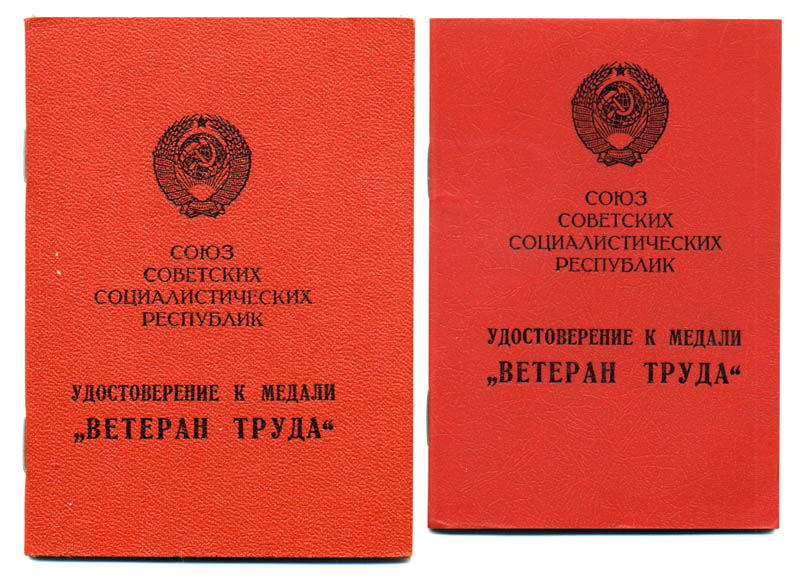 СОЮЗ
СОВЕТСКИХ
СОЦИАЛИСТИЧЕСКИХ
РЕСПУБЛИК
УДОСТОВЕРЕНИЕ К МЕДАЛИ
„ВЕТЕРАН ТРУДА“
СОЮЗ
СОВЕТСКИХ
СОЦИАЛИСТИЧЕСКИХ
РЕСПУБЛИК
УДОСТОВЕРЕНИЕ К МЕДАЛИ
„ВЕТЕРАН ТРУДА“